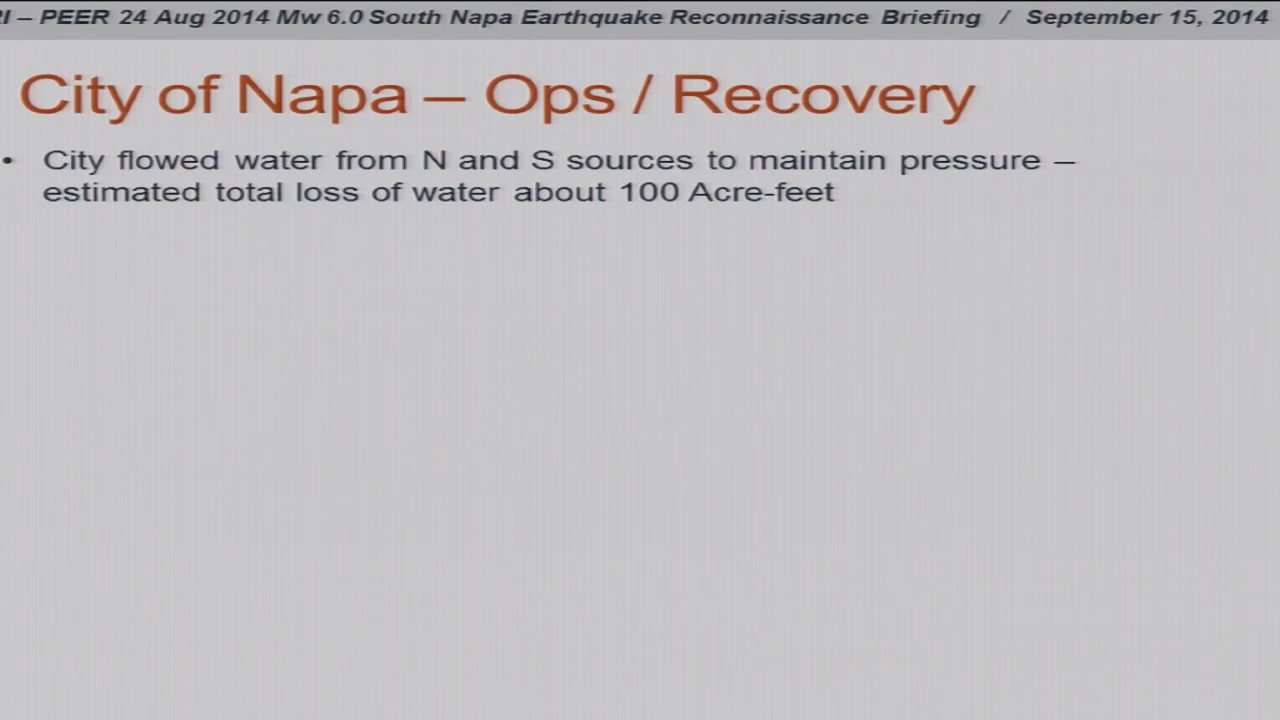 – PEER 24 Aug 2014 Mw 6.0 South Napa Earthquake Reconnaissance Briefing / September 15, 2014
City of Napa – Ops / Recovery
• City flowed water from N and S sources to maintain pressure –
estimated total loss of water about 100 Acre-feet